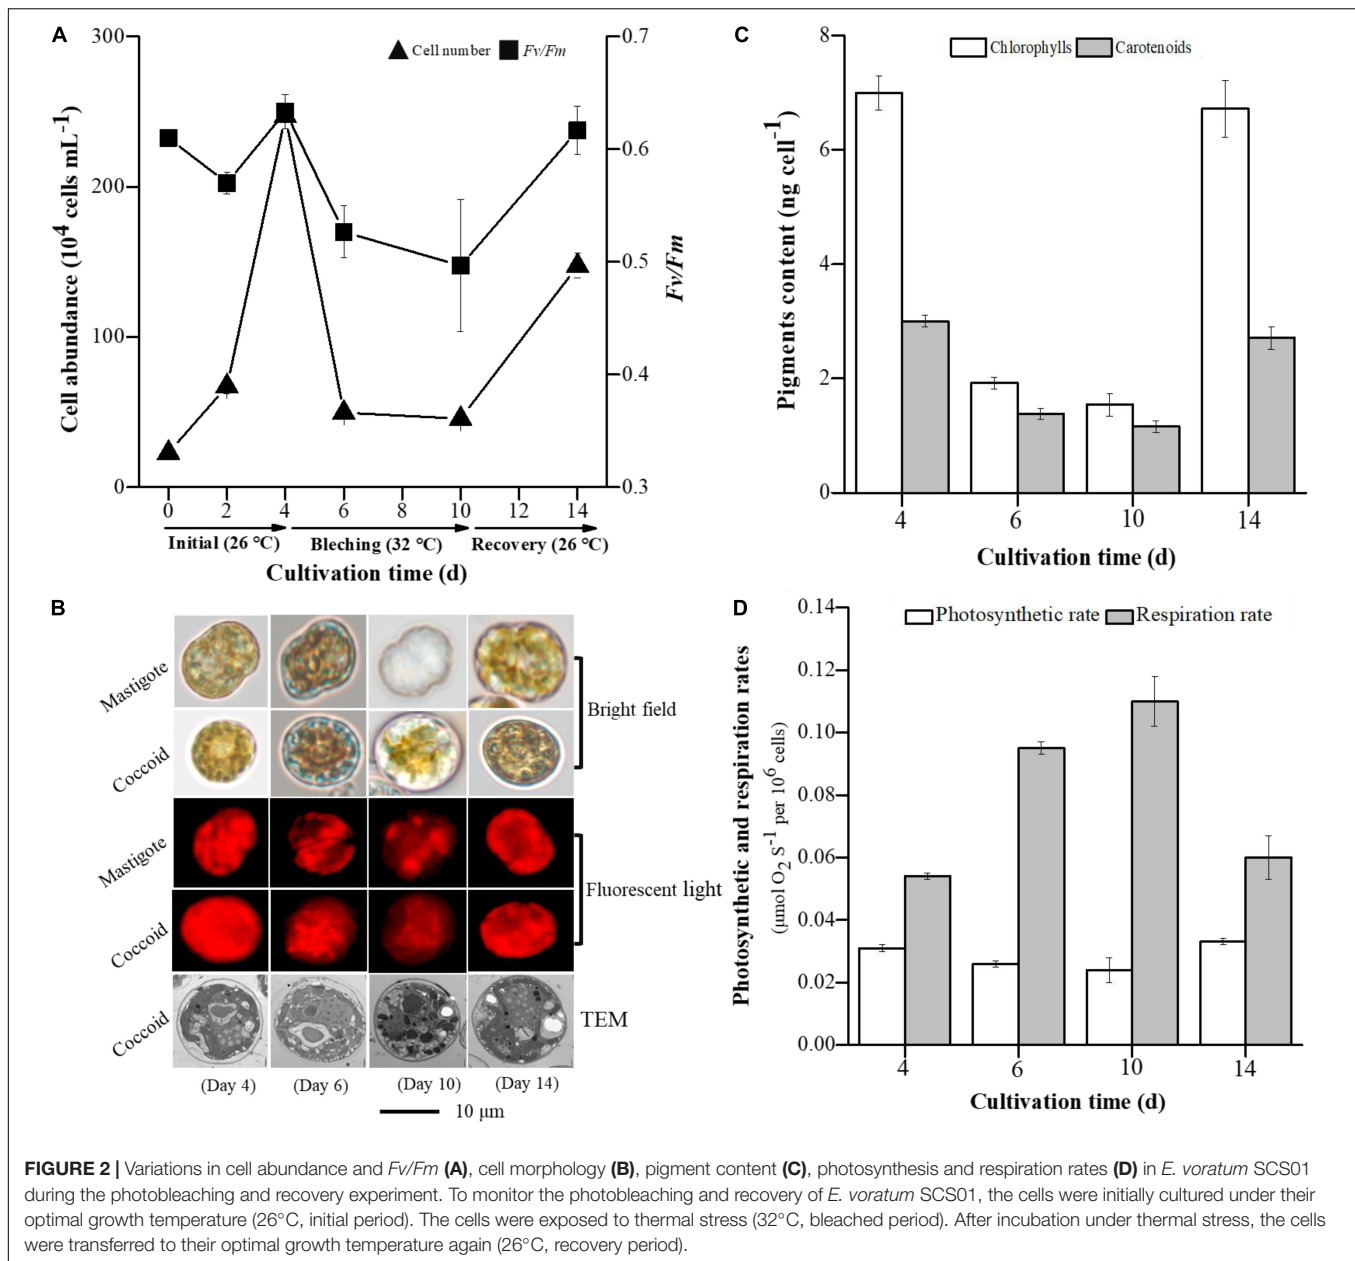 A
300
200
100
0
Cell abundance (10⁴ cells mL⁻¹)
Cell number
Fv/Fm
0.7
0.6
0.5
0.4
0.3
Fv/Fm
0 2 4 6 8 10 12 14
Initial (26 °C) Bleching (32 °C) Recovery (26 °C)
Cultivation time (d)
C
8
6
4
2
0
Pigments content (ng cell⁻¹)
Chlorophylls Carotenoids
4 6 10 14
Cultivation time (d)
B
Mastigote
Coccoid
Bright field
Mastigote
Coccoid
Fluorescent light
Coccoid
TEM
(Day 4) (Day 6) (Day 10) (Day 14)
10 μm
D
0.14
0.12
0.10
0.08
0.06
0.04
0.02
0.00
Photosynthetic and respiration rates
(μmol O₂ S⁻¹ per 10⁶ cells)
Photosynthetic rate Respiration rate
4 6 10 14
Cultivation time (d)
FIGURE 2 | Variations in cell abundance and Fv/Fm (A), cell morphology (B), pigment content (C), photosynthesis and respiration rates (D) in E. voratum SCS01
during the photobleaching and recovery experiment. To monitor the photobleaching and recovery of E. voratum SCS01, the cells were initially cultured under their
optimal growth temperature (26°C, initial period). The cells were exposed to thermal stress (32°C, bleached period). After incubation under thermal stress, the cells
were transferred to their optimal growth temperature again (26°C, recovery period).